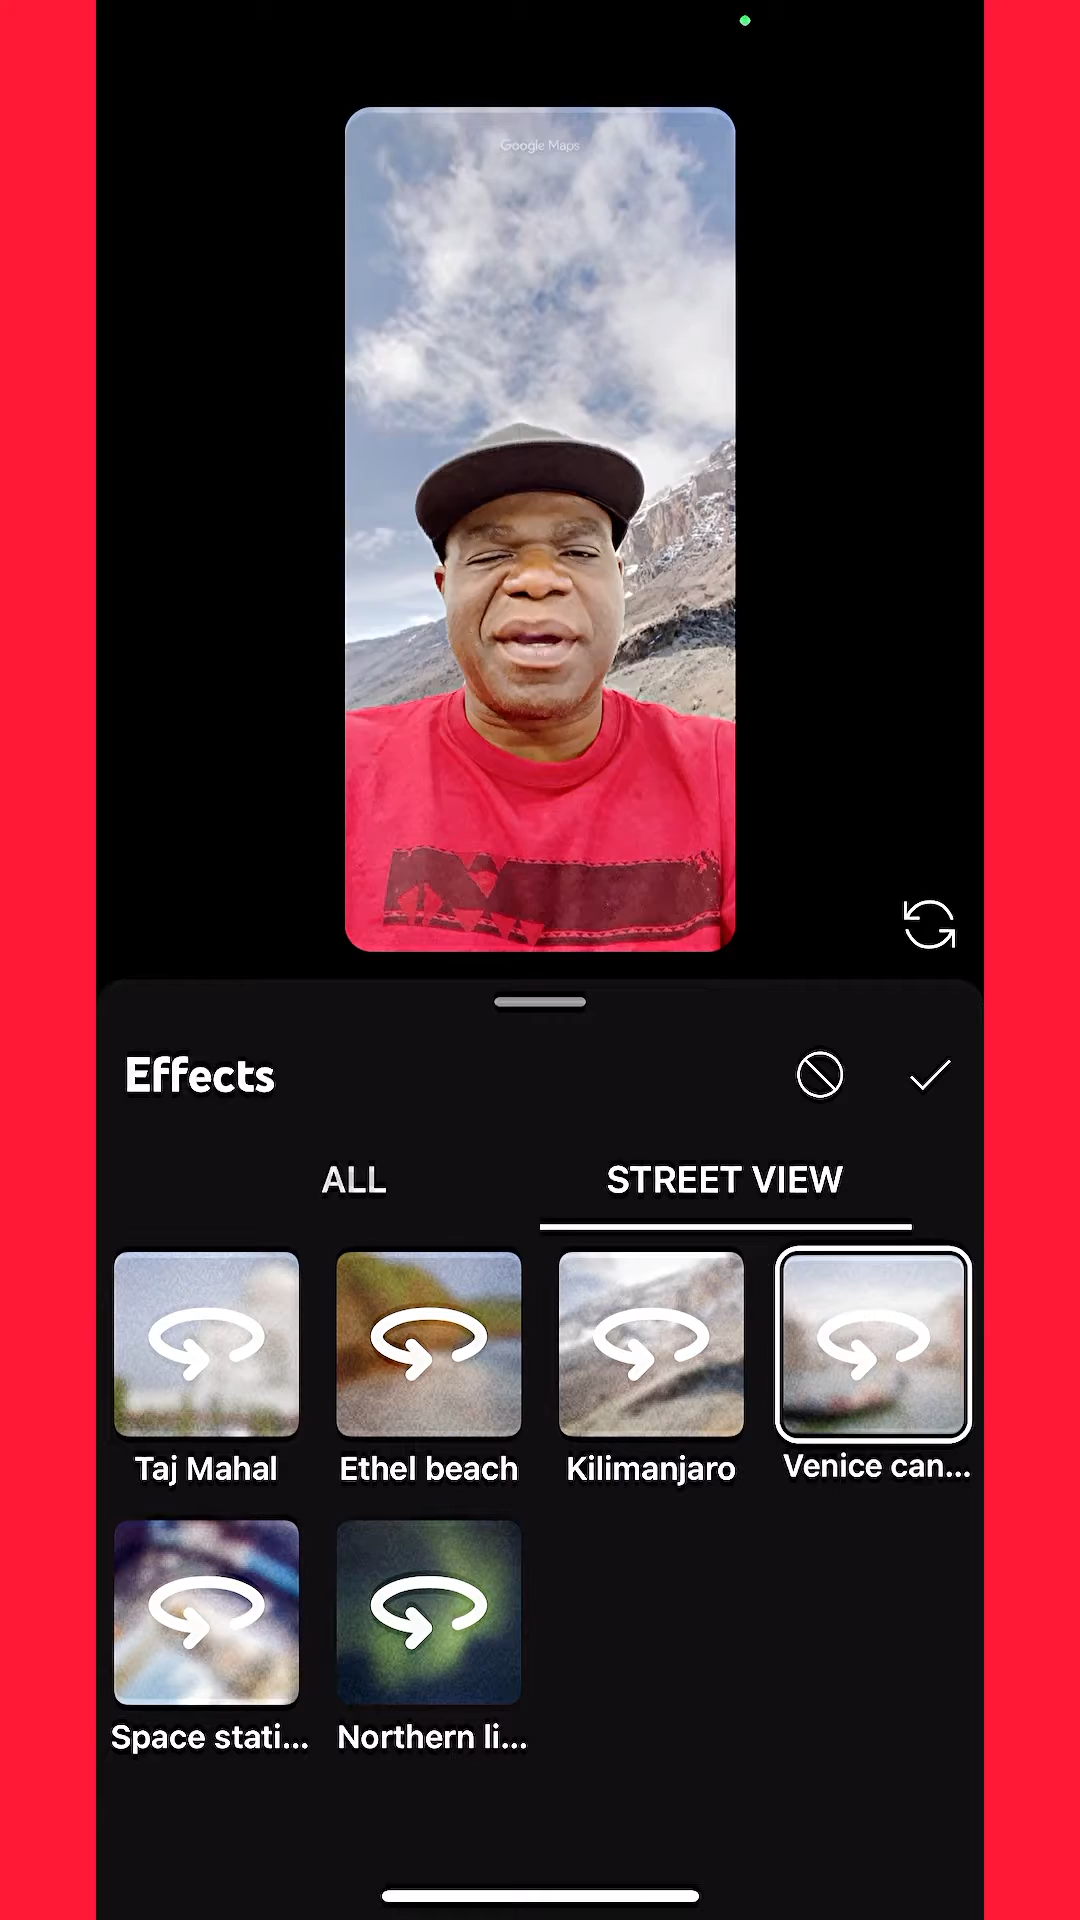 Google Maps
Effects
ALL
STREET VIEW
Taj Mahal
Ethel beach
Kilimanjaro
Venice can...
Space stati...
Northern li...